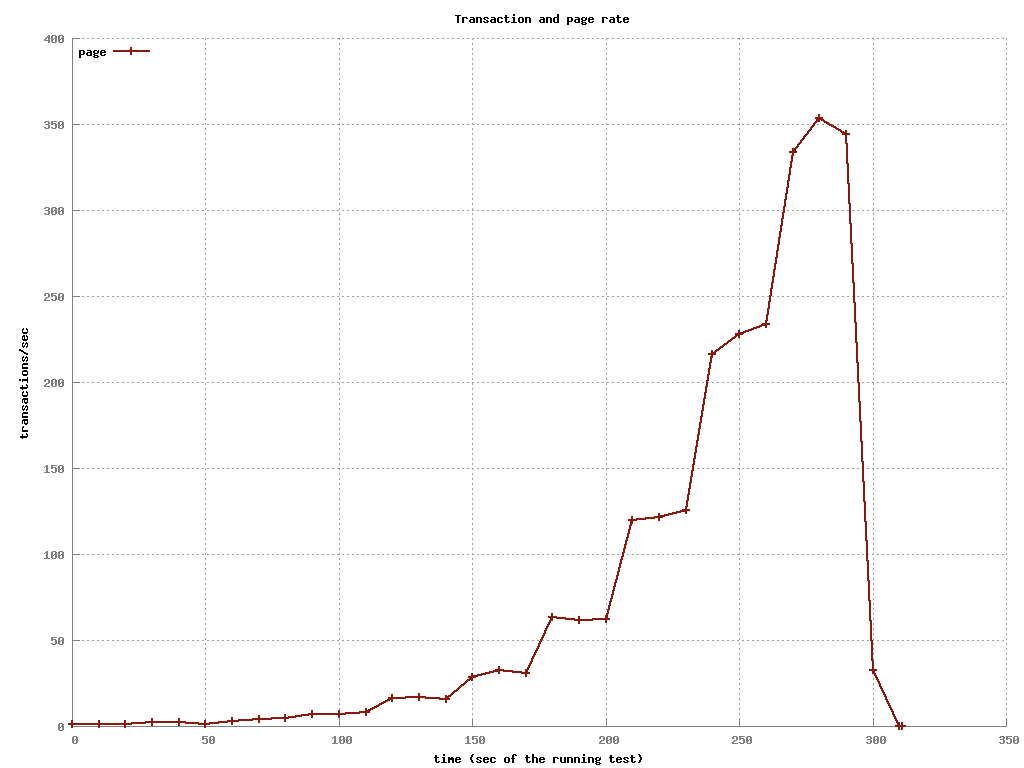 Transaction and page rate
400
page
350
300
250
200
150
100
50
0
transactions/sec
0 50 100 150 200 250 300 350
time (sec of the running test)